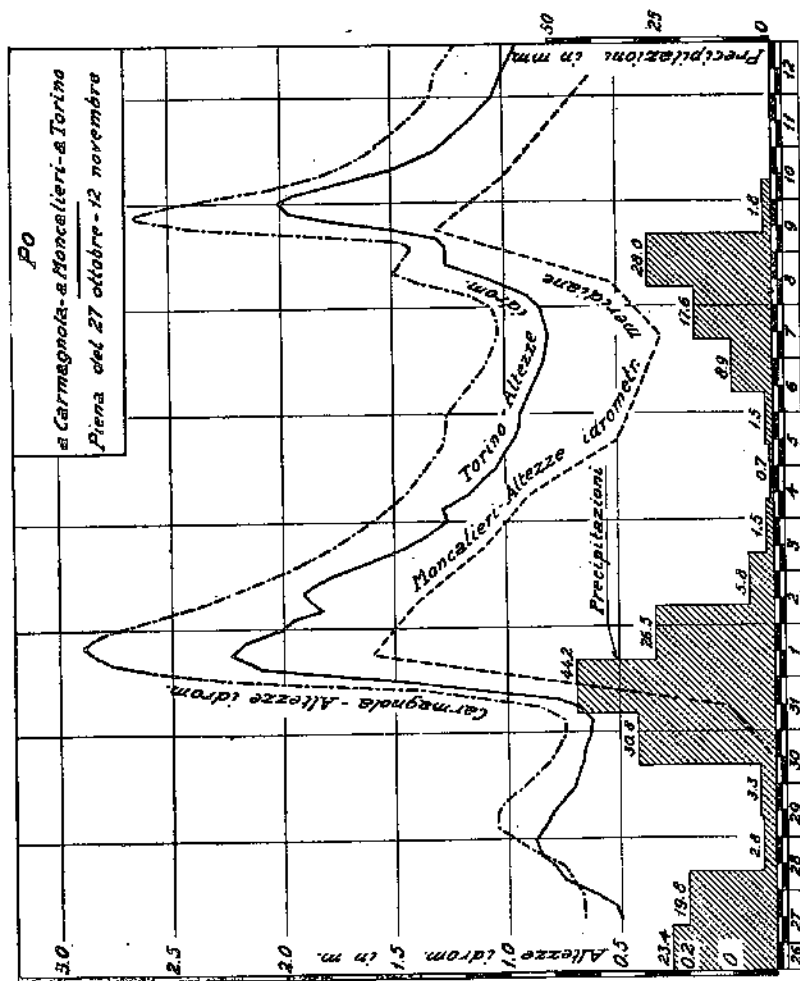 Po
a Carmagnola - a Moncalieri - a Torino
Piena del 27 ottobre - 12 novembre
Altezze idrom. in m.
3.0
2.5
2.0
1.5
1.0
0.5
0
Precipitazioni in mm.
50
25
0
Carmagnola - Altezze idrom.
Torino - Altezze idrom.
Moncalieri - Altezze idrometr. meridiane
Precipitazioni
23.4
0.2
19.8
2.8
3.3
30.8
44.2
26.5
5.8
1.5
0.7
1.5
8.9
17.6
28.0
1.8
26 27 28 29 30 31 1 2 3 4 5 6 7 8 9 10 11 12